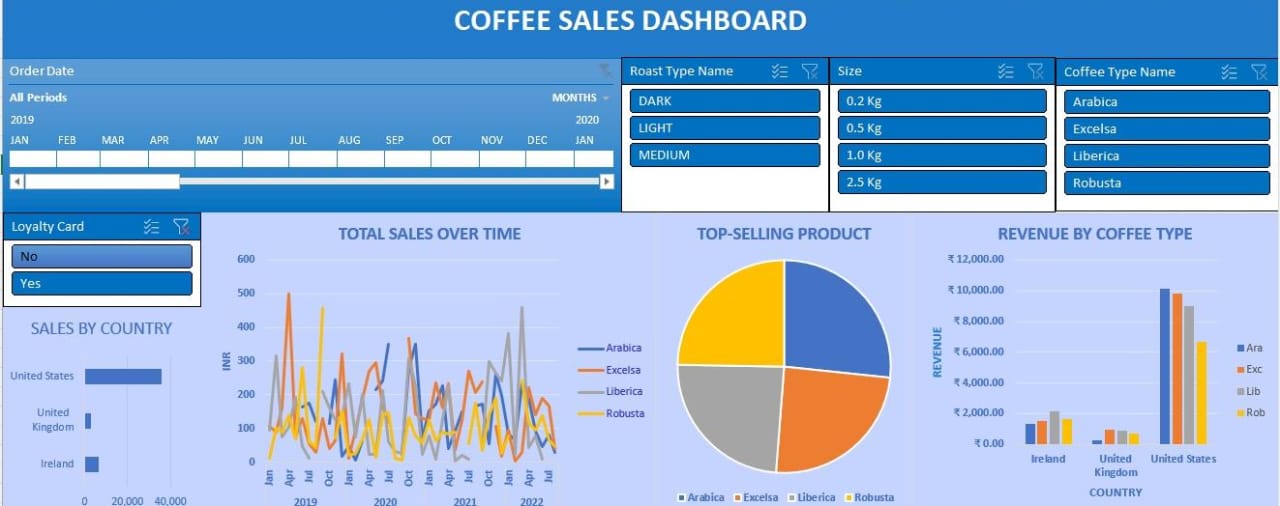 COFFEE SALES DASHBOARD
Order Date
All Periods
MONTHS
2019
2020
JAN FEB MAR APR MAY JUN JUL AUG SEP OCT NOV DEC JAN
Roast Type Name
DARK
LIGHT
MEDIUM
Size
0.2 Kg
0.5 Kg
1.0 Kg
2.5 Kg
Coffee Type Name
Arabica
Excelsa
Liberica
Robusta
Loyalty Card
No
Yes
SALES BY COUNTRY
United States
United
Kingdom
Ireland
0 20,000 40,000
TOTAL SALES OVER TIME
600
500
400
300
200
100
0
INR
Jan Apr Jul Oct Jan Apr Jul Oct Jan Apr Jul Oct Jan Apr Jul
2019 2020 2021 2022
Arabica
Excelsa
Liberica
Robusta
TOP-SELLING PRODUCT
Arabica Excelsa Liberica Robusta
REVENUE BY COFFEE TYPE
₹ 12,000.00
₹ 10,000.00
₹ 8,000.00
₹ 6,000.00
₹ 4,000.00
₹ 2,000.00
₹ 0.00
REVENUE
Ireland United States
United
Kingdom
COUNTRY
Ara
Exc
Lib
Rob